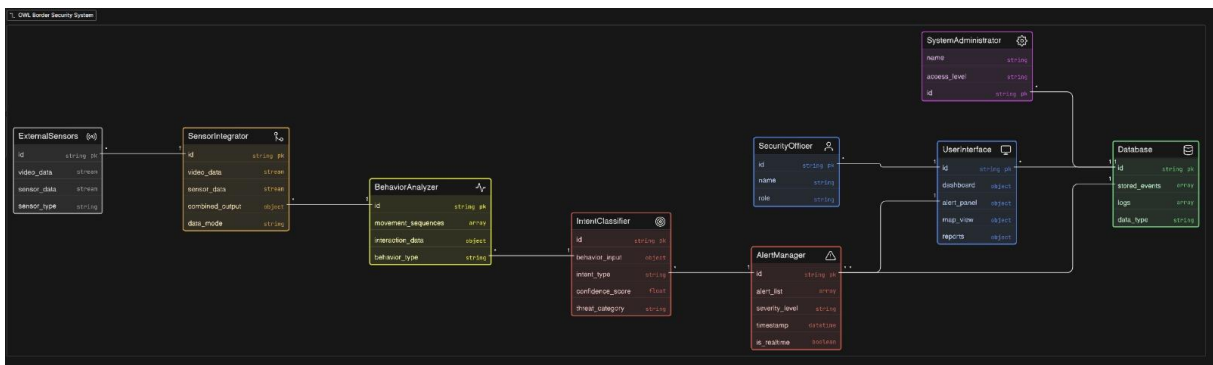 OWL Border Security System
SystemAdministrator
name string
access_level string
id string pk
ExternalSensors
id string pk
video_data stream
sensor_data stream
sensor_type string
SensorIntegrator
id string pk
video_data stream
sensor_data stream
combined_output object
data_mode string
BehaviorAnalyzer
id string pk
movement_sequences array
interaction_data object
behavior_type string
IntentClassifier
id string pk
behavior_input object
intent_type string
confidence_score float
threat_category string
SecurityOfficer
id string pk
name string
role string
AlertManager
id string pk
alert_list array
severity_level string
timestamp datetime
is_realtime boolean
UserInterface
id string pk
dashboard object
alert_panel object
map_view object
reports object
Database
id string pk
stored_events array
logs array
data_type string